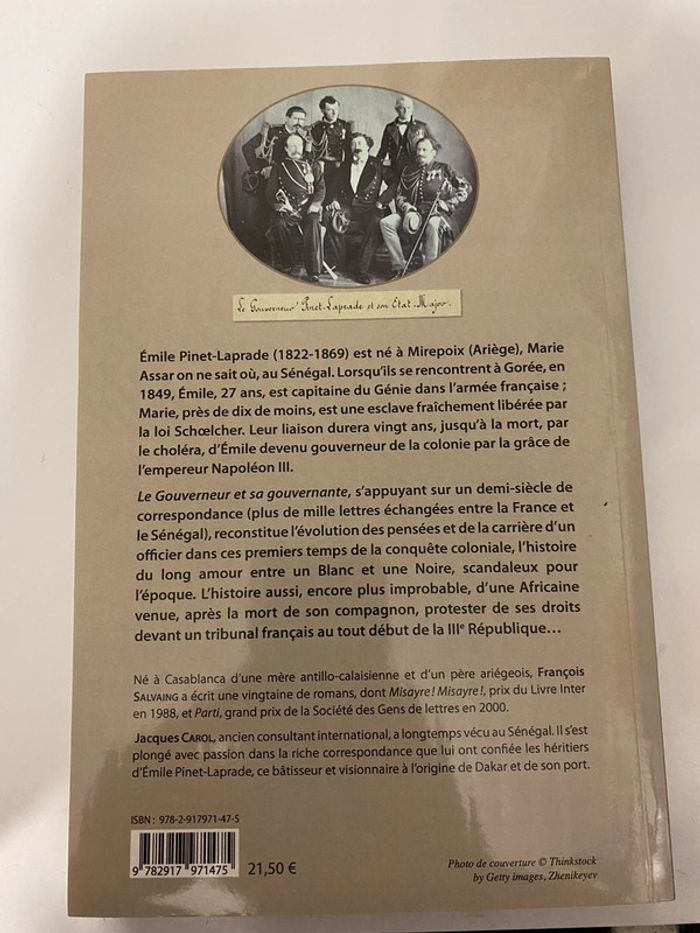 Le Gouverneur Pinet-Laprade et son Etat-Major.
Émile Pinet-Laprade (1822-1869) est né à Mirepoix (Ariège), Marie
Assar on ne sait où, au Sénégal. Lorsqu’ils se rencontrent à Gorée, en
1849, Émile, 27 ans, est capitaine du Génie dans l’armée française ;
Marie, près de dix de moins, est une esclave fraîchement libérée par
la loi Schœlcher. Leur liaison durera vingt ans, jusqu’à la mort, par
le choléra, d’Émile devenu gouverneur de la colonie par la grâce de
l’empereur Napoléon III.
Le Gouverneur et sa gouvernante, s’appuyant sur un demi-siècle de
correspondance (plus de mille lettres échangées entre la France et
le Sénégal), reconstitue l’évolution des pensées et de la carrière d’un
officier dans ces premiers temps de la conquête coloniale, l’histoire
du long amour entre un Blanc et une Noire, scandaleux pour
l’époque. L’histoire aussi, encore plus improbable, d’une Africaine
venue, après la mort de son compagnon, protester de ses droits
devant un tribunal français au tout début de la IIIe République…
Né à Casablanca d’une mère antillo-calaisienne et d’un père ariégeois, François
SALVAING a écrit une vingtaine de romans, dont Misayre ! Misayre !, prix du Livre Inter
en 1988, et Parti, grand prix de la Société des Gens de lettres en 2000.
Jacques CAROL, ancien consultant international, a longtemps vécu au Sénégal. Il s’est
plongé avec passion dans la riche correspondance que lui ont confiée les héritiers
d’Émile Pinet-Laprade, ce bâtisseur et visionnaire à l’origine de Dakar et de son port.
ISBN : 978-2-917971-47-5
9 782917 971475
21,50 €
Photo de couverture © Thinkstock
by Getty images, Zhenikeyev